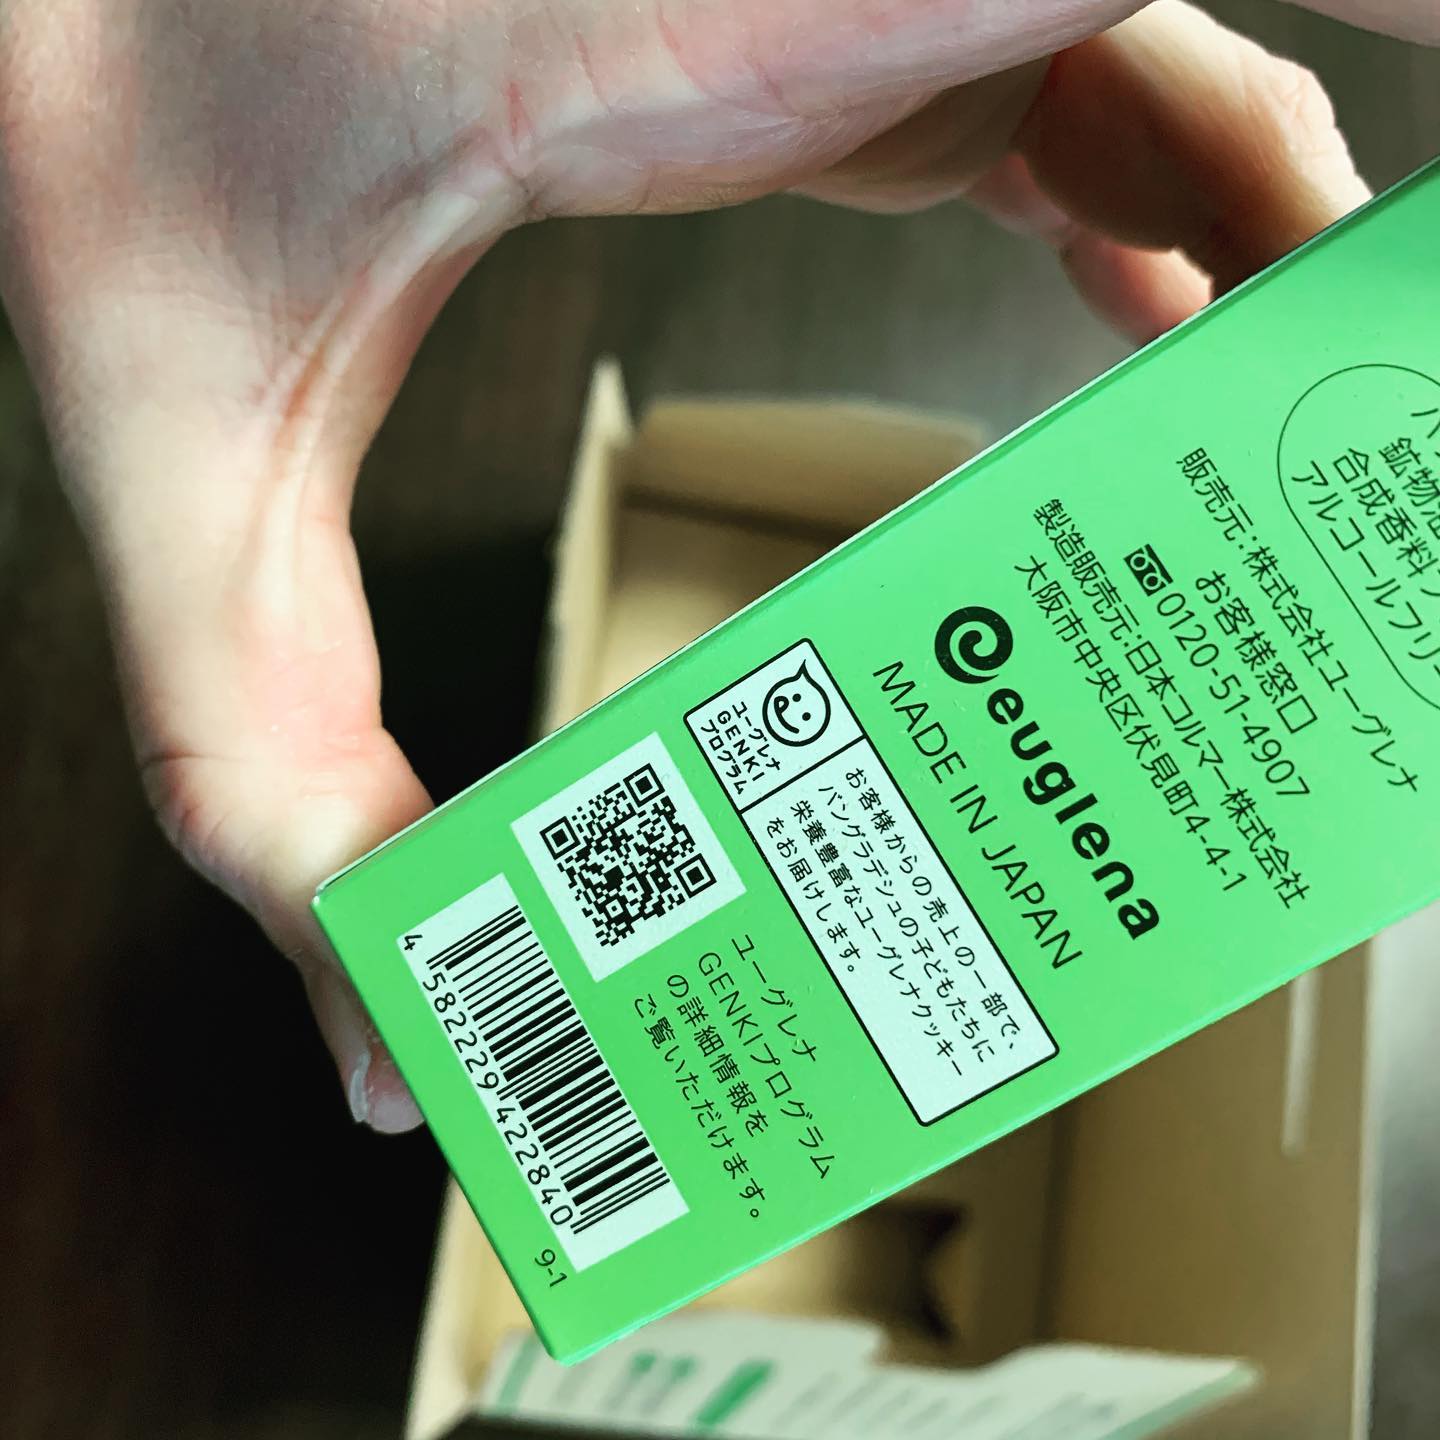 鉱物油
合成香料フ
アルコールフリー
販売元:株式会社ユーグレナ
お客様窓口
0120-51-4907
製造販売元:日本コルマー株式会社
大阪市中央区伏見町4-4-1
euglena
MADE IN JAPAN
ユーグレナ
GENKI
プログラム
お客様からの売上の一部で、
バングラデシュの子どもたちに
栄養豊富なユーグレナクッキー
をお届けします。
ユーグレナ
GENKIプログラム
の詳細情報を
ご覧いただけます。
4 582229 422840
9-1